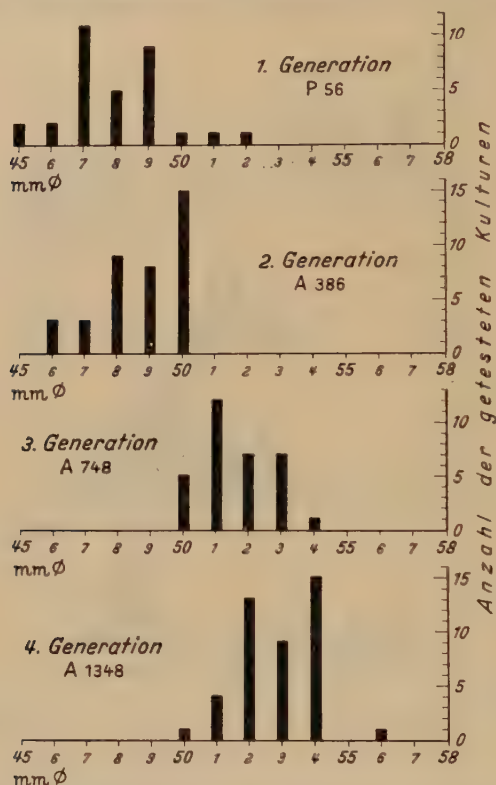 10
5
0
1. Generation
P 56
45 6 7 8 9 50 1 2 3 4 55 6 7 58
mm Ø
15
10
5
0
2. Generation
A 386
45 6 7 8 9 50 1 2 3 4 55 6 7 58
mm Ø
10
5
0
3. Generation
A 748
45 6 7 8 9 50 1 2 3 4 55 6 7 58
mm Ø
15
10
5
0
4. Generation
A 1348
45 6 7 8 9 50 1 2 3 4 55 6 7 58
mm Ø
Anzahl der getesteten Kulturen